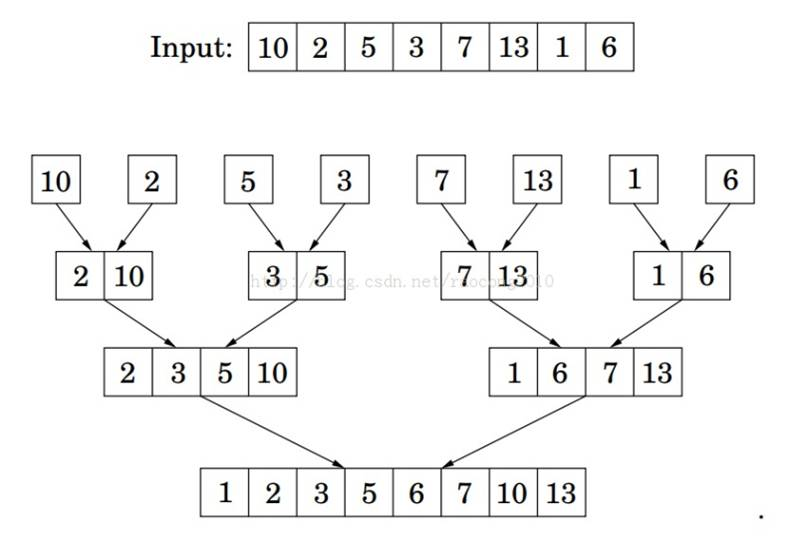 Input: 10 2 5 3 7 13 1 6
10 2 5 3 7 13 1 6
2 10 3 5 7 13 1 6
2 3 5 10 1 6 7 13
1 2 3 5 6 7 10 13 .